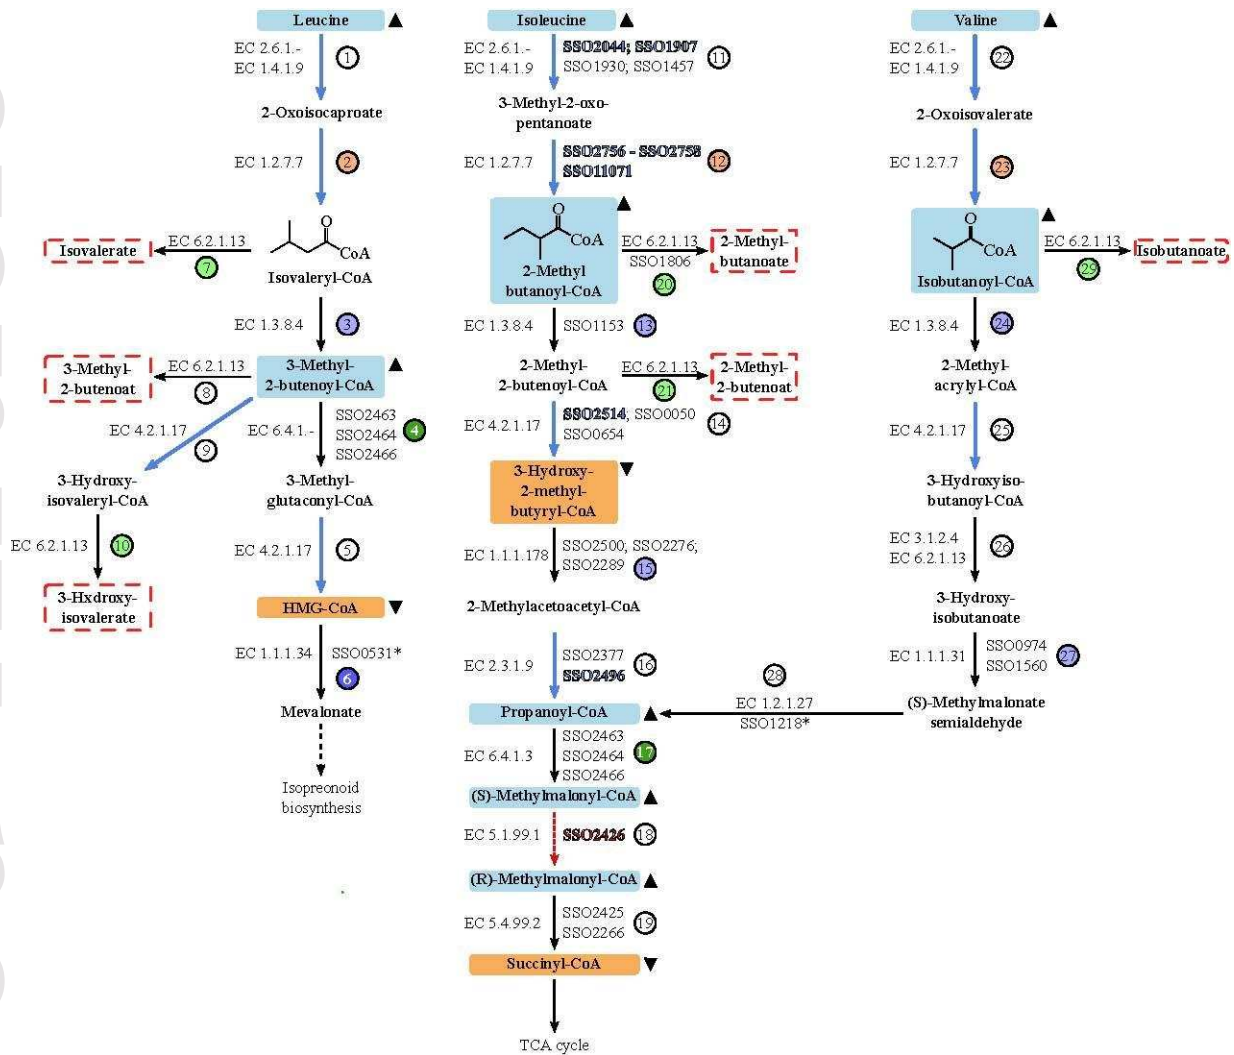 Leucine
EC 2.6.1.-
EC 1.4.1.9
1
2-Oxoisocaproate
EC 1.2.7.7
2
O
CoA
Isovaleryl-CoA
EC 6.2.1.13
7
Isovalerate
EC 1.3.8.4
3
3-Methyl-
2-butenoyl-CoA
EC 6.2.1.13
8
3-Methyl-
2-butenoat
EC 4.2.1.17
9
EC 6.4.1.-
SSO2463
SSO2464
SSO2466
4
3-Hydroxy-
isovaleryl-CoA
3-Methyl-
glutaconyl-CoA
EC 6.2.1.13
10
EC 4.2.1.17
5
3-Hxdroxy-
isovalerate
HMG-CoA
EC 1.1.1.34
SSO0531*
6
Mevalonate
Isopreonoid
biosynthesis
Isoleucine
EC 2.6.1.-
EC 1.4.1.9
SSO2044; SSO1907
SSO1930; SSO1457
11
3-Methyl-2-oxo-
pentanoate
EC 1.2.7.7
SSO2756 - SSO2758
SSO11071
12
O
CoA
2-Methyl
butanoyl-CoA
EC 6.2.1.13
SSO1806
20
2-Methyl-
butanoate
EC 1.3.8.4
SSO1153
13
2-Methyl-
2-butenoyl-CoA
EC 6.2.1.13
21
2-Methyl-
2-butenoat
EC 4.2.1.17
SSO2514; SSO0050
SSO0654
14
3-Hydroxy-
2-methyl-
butyryl-CoA
EC 1.1.1.178
SSO2500; SSO2276;
SSO2289
15
2-Methylacetoacetyl-CoA
EC 2.3.1.9
SSO2377
SSO2496
16
Propanoyl-CoA
EC 6.4.1.3
SSO2463
SSO2464
SSO2466
17
(S)-Methylmalonyl-CoA
EC 5.1.99.1
SSO2426
18
(R)-Methylmalonyl-CoA
EC 5.4.99.2
SSO2425
SSO2266
19
Succinyl-CoA
TCA cycle
Valine
EC 2.6.1.-
EC 1.4.1.9
22
2-Oxoisovalerate
EC 1.2.7.7
23
O
CoA
Isobutanoyl-CoA
EC 6.2.1.13
29
Isobutanoate
EC 1.3.8.4
24
2-Methyl-
acrylyl-CoA
EC 4.2.1.17
25
3-Hydroxyiso-
butanoyl-CoA
EC 3.1.2.4
EC 6.2.1.13
26
3-Hydroxy-
isobutanoate
EC 1.1.1.31
SSO0974
SSO1560
27
(S)-Methylmalonate
semialdehyde
28
EC 1.2.1.27
SSO1218*